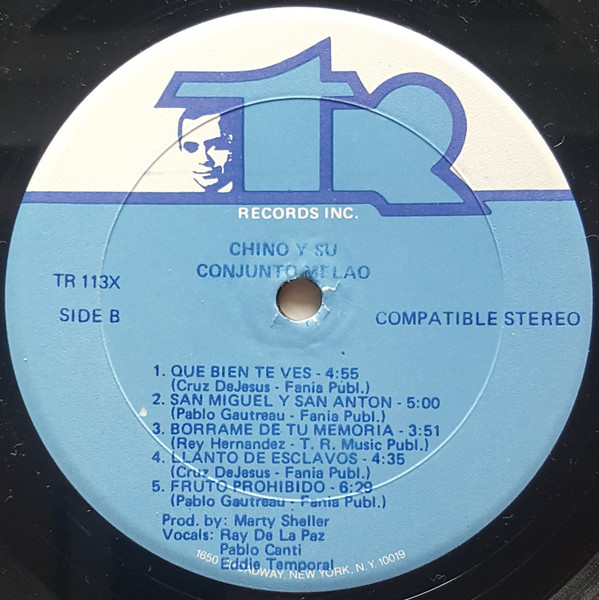 TR
RECORDS INC.
CHINO Y SU
CONJUNTO MELAO
TR 113X
SIDE B
COMPATIBLE STEREO
1. QUE BIEN TE VES - 4:55
(Cruz DeJesus - Fania Publ.)
2. SAN MIGUEL Y SAN ANTON - 5:00
(Pablo Gautreau - Fania Publ.)
3. BORRAME DE TU MEMORIA - 3:51
(Rey Hernandez - T. R. Music Publ.)
4. LLANTO DE ESCLAVOS - 4:35
(Cruz DeJesus - Fania Publ.)
5. FRUTO PROHIBIDO - 6:29
(Pablo Gautreau - Fania Publ.)
Prod. by: Marty Sheller
Vocals: Ray De La Paz
Pablo Canti
Eddie Temporal
1650 BROADWAY, NEW YORK, N.Y. 10019